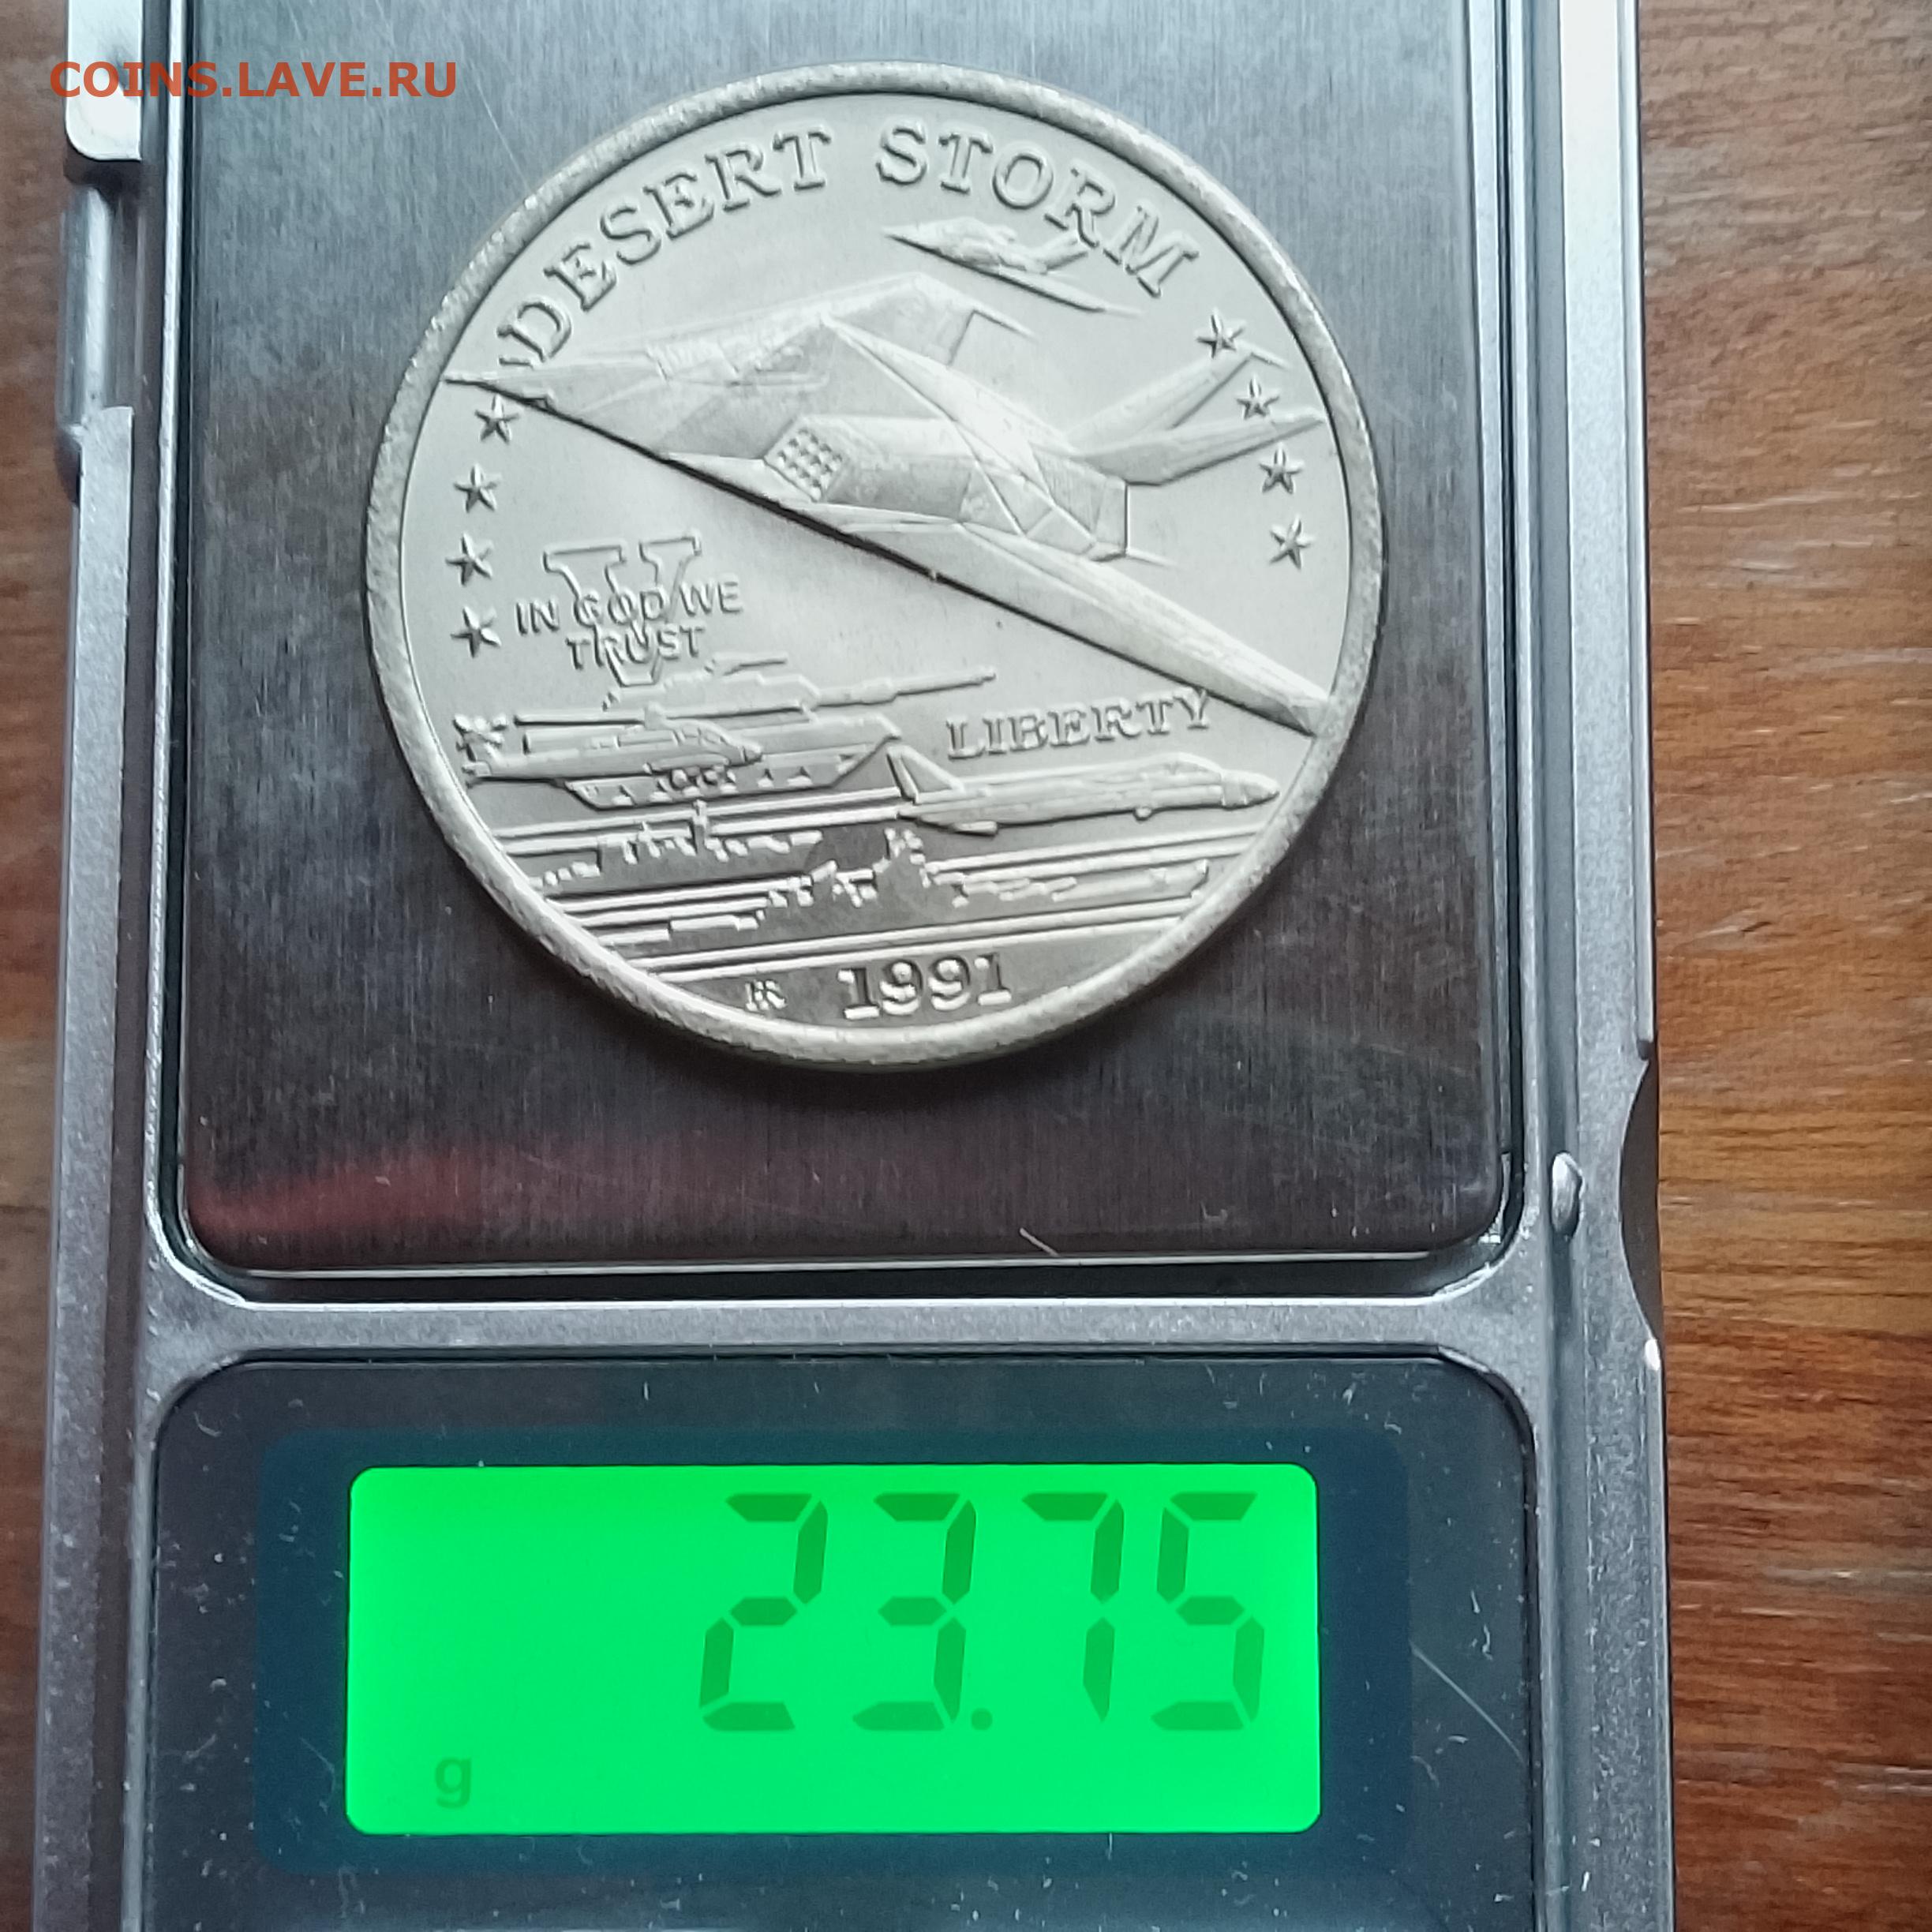 COINS.LAVE.RU
DESERT STORM
V
IN GOD WE
TRUST
LIBERTY
1991
23.75
g